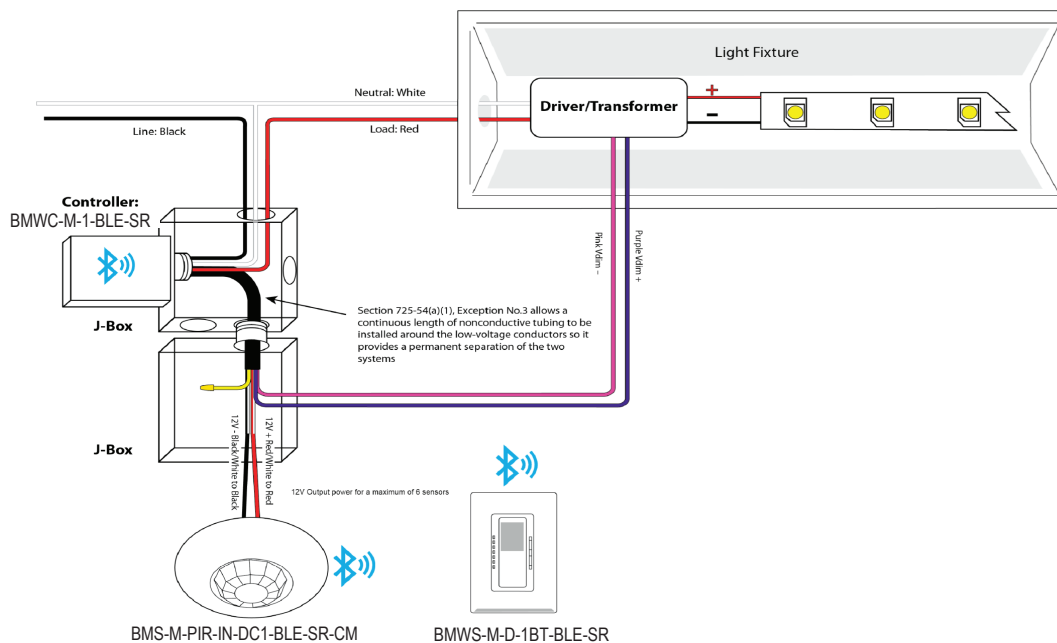 Light Fixture
Neutral: White
Driver/Transformer
+
−
Line: Black
Load: Red
Controller:
BMWC-M-1-BLE-SR
Pink Vdim −
Purple Vdim +
J-Box
Section 725-54(a)(1), Exception No.3 allows a
continuous length of nonconductive tubing to be
installed around the low-voltage conductors so it
provides a permanent separation of the two
systems
J-Box
12V - Black/White to Black
12V + Red/White to Red
12V Output power for a maximum of 6 sensors
BMS-M-PIR-IN-DC1-BLE-SR-CM
BMWS-M-D-1BT-BLE-SR